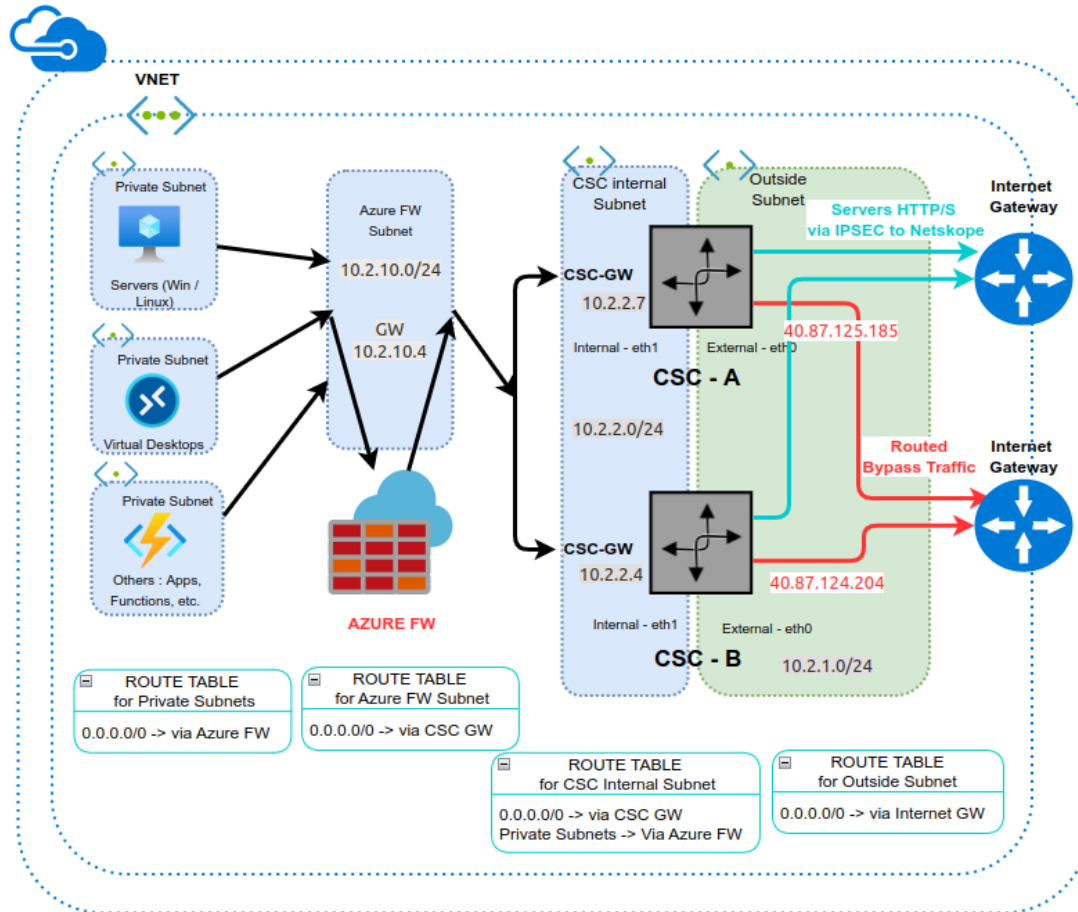 VNET
Private Subnet
Servers (Win /
Linux)
Private Subnet
Virtual Desktops
Private Subnet
Others : Apps,
Functions, etc.
Azure FW
Subnet
10.2.10.0/24
GW
10.2.10.4
AZURE FW
CSC internal
Subnet
CSC-GW
10.2.2.7
Internal - eth1
CSC - A
10.2.2.0/24
CSC-GW
10.2.2.4
Internal - eth1
CSC - B
Outside
Subnet
Servers HTTP/S
via IPSEC to Netskope
40.87.125.185
External - eth0
Routed
Bypass Traffic
40.87.124.204
External - eth0
10.2.1.0/24
Internet
Gateway
Internet
Gateway
ROUTE TABLE
for Private Subnets
0.0.0.0/0 -> via Azure FW
ROUTE TABLE
for Azure FW Subnet
0.0.0.0/0 -> via CSC GW
ROUTE TABLE
for CSC Internal Subnet
0.0.0.0/0 -> via CSC GW
Private Subnets -> Via Azure FW
ROUTE TABLE
for Outside Subnet
0.0.0.0/0 -> via Internet GW